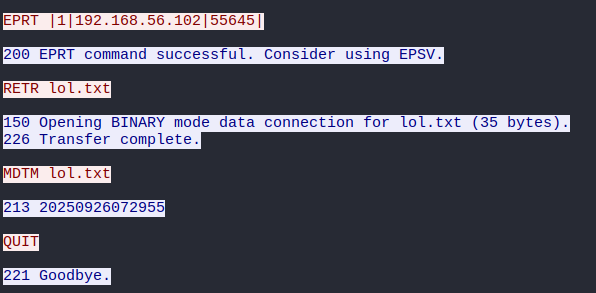 EPRT |1|192.168.56.102|55645|
200 EPRT command successful. Consider using EPSV.
RETR lol.txt
150 Opening BINARY mode data connection for lol.txt (35 bytes).
226 Transfer complete.
MDTM lol.txt
213 20250926072955
QUIT
221 Goodbye.